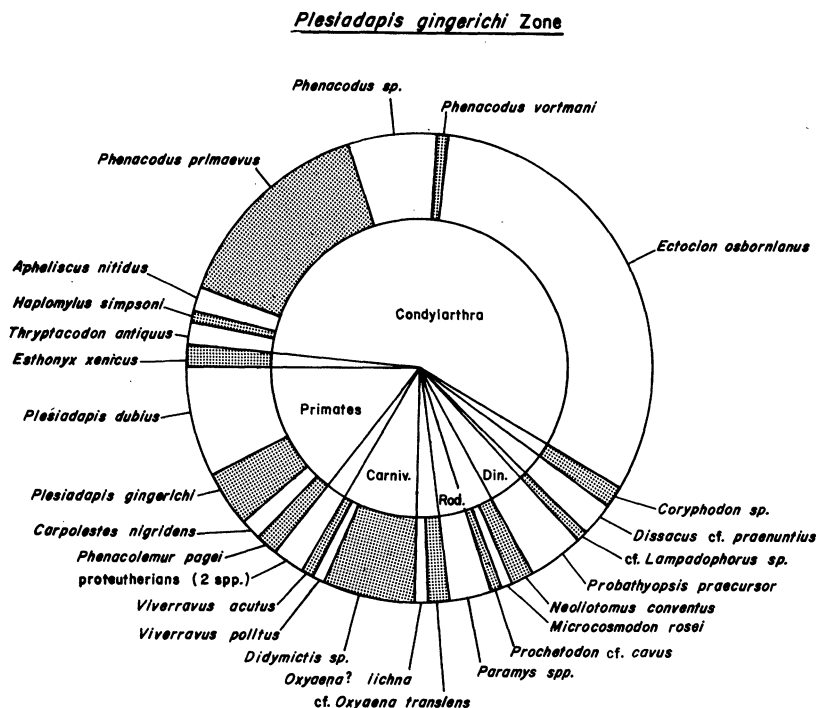 Plesiadapis gingerichi Zone
Phenacodus sp.
Phenacodus vortmani
Phenacodus primaevus
Ectocion osbornianus
Apheliscus nitidus
Haplomylus simpsoni
Thryptacodon antiquus
Esthonyx xenicus
Plesiadapis dubius
Plesiadapis gingerichi
Carpolestes nigridens
Phenacolemur pagei
proteutherians (2 spp.)
Viverravus acutus
Viverravus politus
Didymictis sp.
Oxyaena? lichna
cf. Oxyaena transiens
Paramys spp.
Prochetodon cf. cavus
Microcosmodon rosei
Neoliotomus conventus
Probathyopsis praecursor
cf. Lampadophorus sp.
Dissacus cf. praenuntius
Coryphodon sp.
Condylarthra
Primates
Carniv.
Rod.
Din.